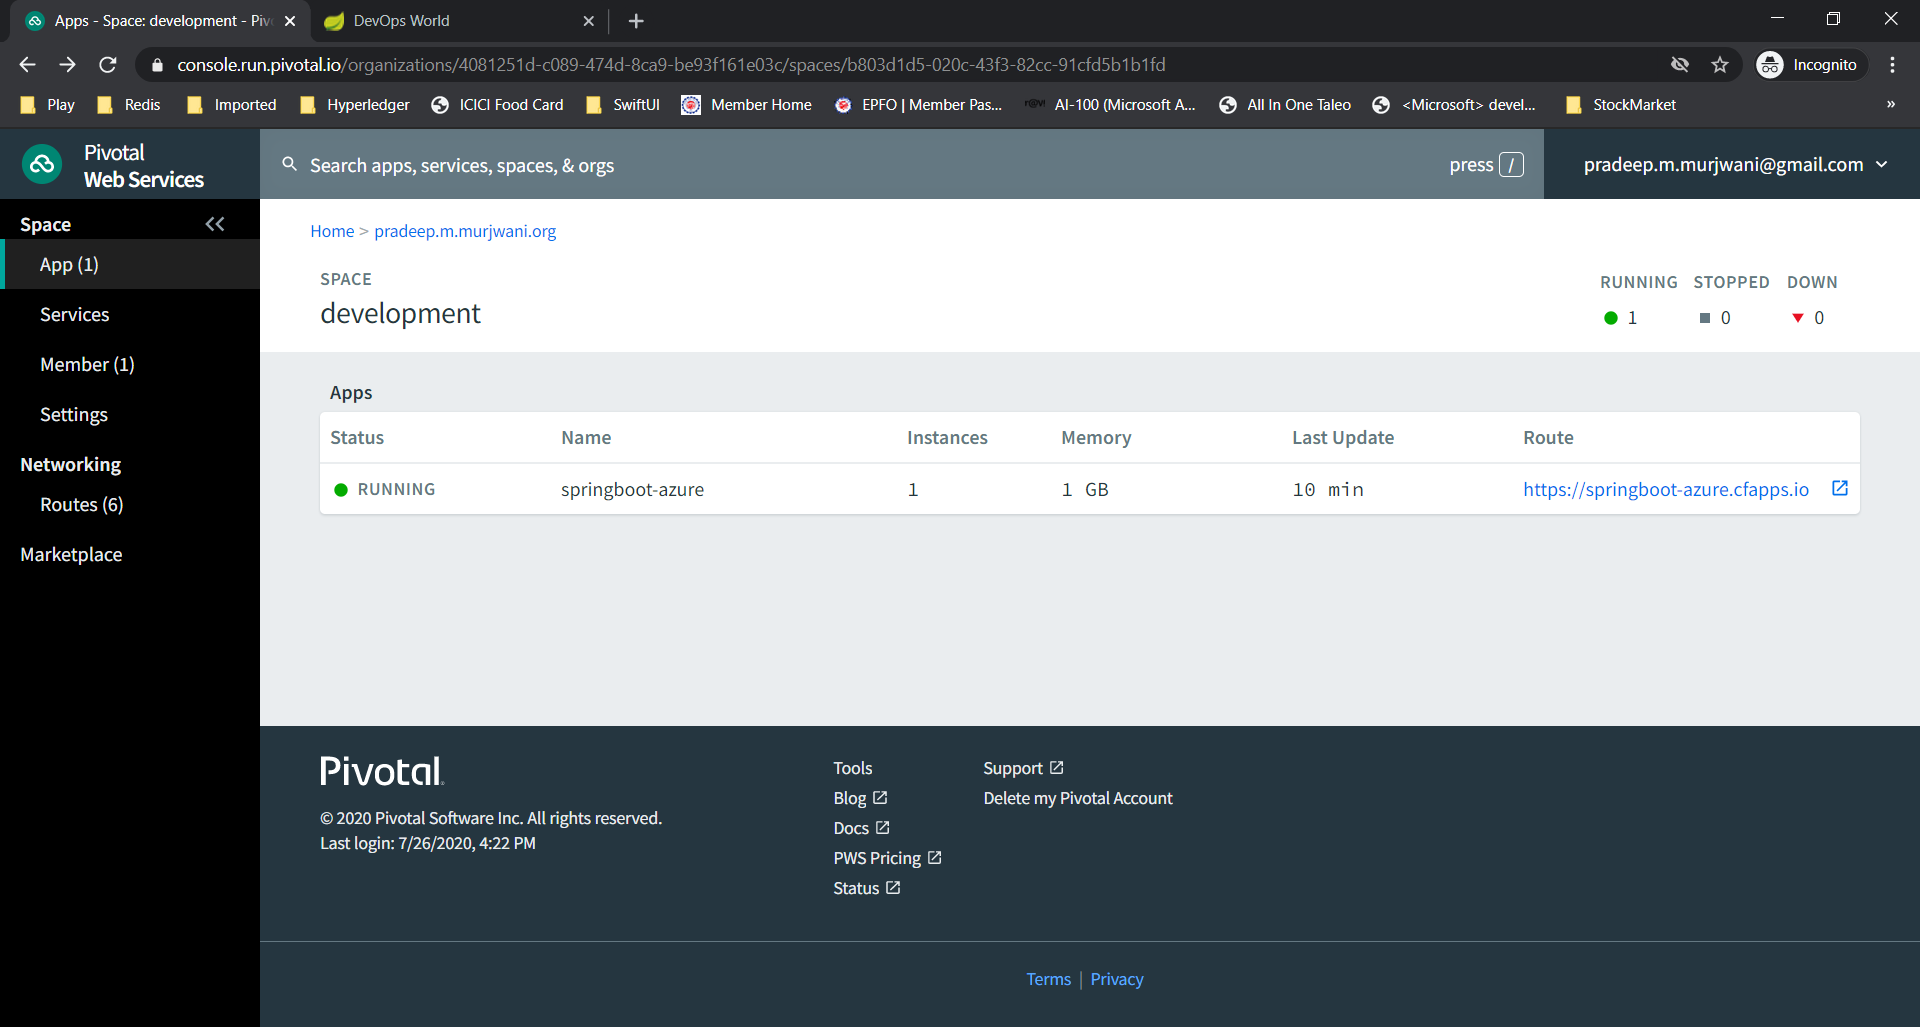 Apps - Space: development - Piv
DevOps World
console.run.pivotal.io/organizations/4081251d-c089-474d-8ca9-be93f161e03c/spaces/b803d1d5-020c-43f3-82cc-91cfd5b1b1fd
Incognito
Play
Redis
Imported
Hyperledger
ICICI Food Card
SwiftUI
Member Home
EPFO | Member Pas...
AI-100 (Microsoft A...
All In One Taleo
<Microsoft> devel...
StockMarket
»
Pivotal
Web Services
Search apps, services, spaces, & orgs
press /
pradeep.m.murjwani@gmail.com
Space
App (1)
Services
Member (1)
Settings
Networking
Routes (6)
Marketplace
Home > pradeep.m.murjwani.org
SPACE
development
RUNNING STOPPED DOWN
1 0 0
Apps
Status Name Instances Memory Last Update Route
RUNNING springboot-azure 1 1 GB 10 min https://springboot-azure.cfapps.io
Pivotal
© 2020 Pivotal Software Inc. All rights reserved.
Last login: 7/26/2020, 4:22 PM
Tools
Blog
Docs
PWS Pricing
Status
Support
Delete my Pivotal Account
Terms | Privacy